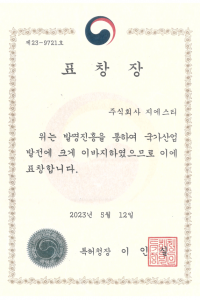 제23-9721호
표 창 장
주식회사 지에스티
위는 발명진흥을 통하여 국가산업
발전에 크게 이바지하였으므로 이에
표창합니다.
2023년 5월 12일
특허청장 이 인